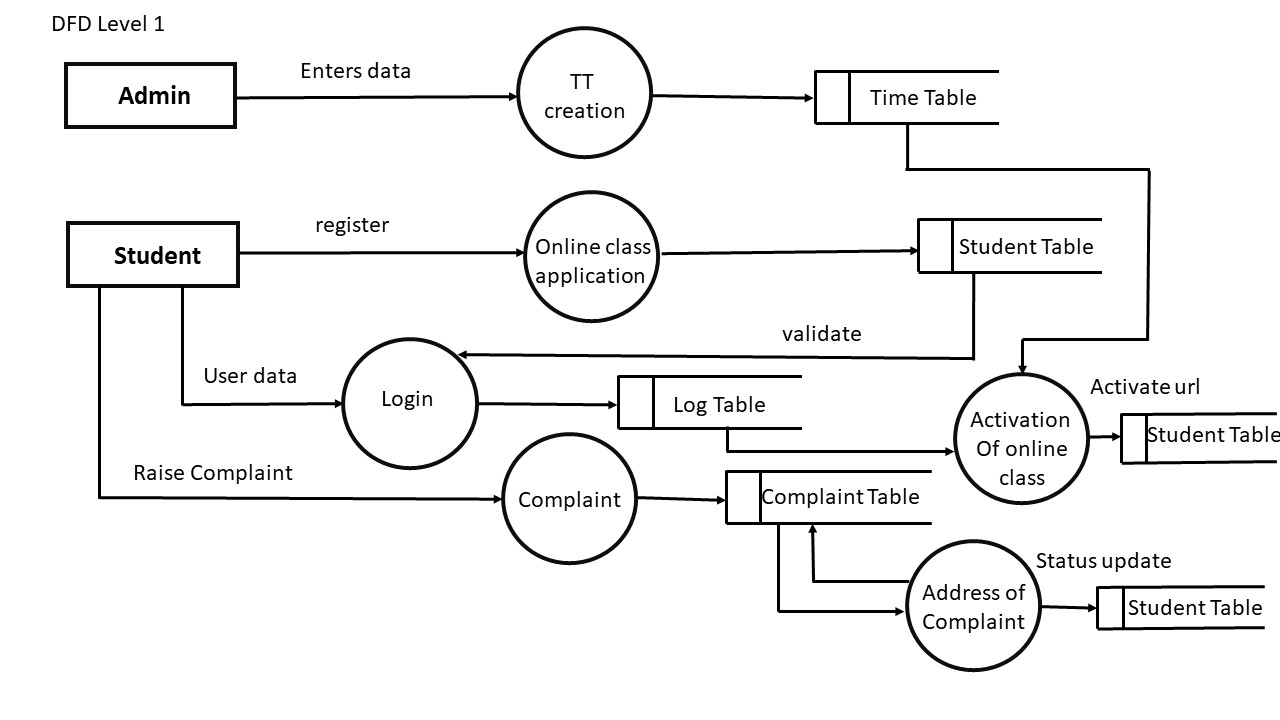 DFD Level 1
Enters data
Admin
TT
creation
Time Table
register
Student
Online class
application
Student Table
validate
User data
Login
Log Table
Activate url
Activation
Of online
class
Student Table
Raise Complaint
Complaint
Complaint Table
Status update
Address of
Complaint
Student Table